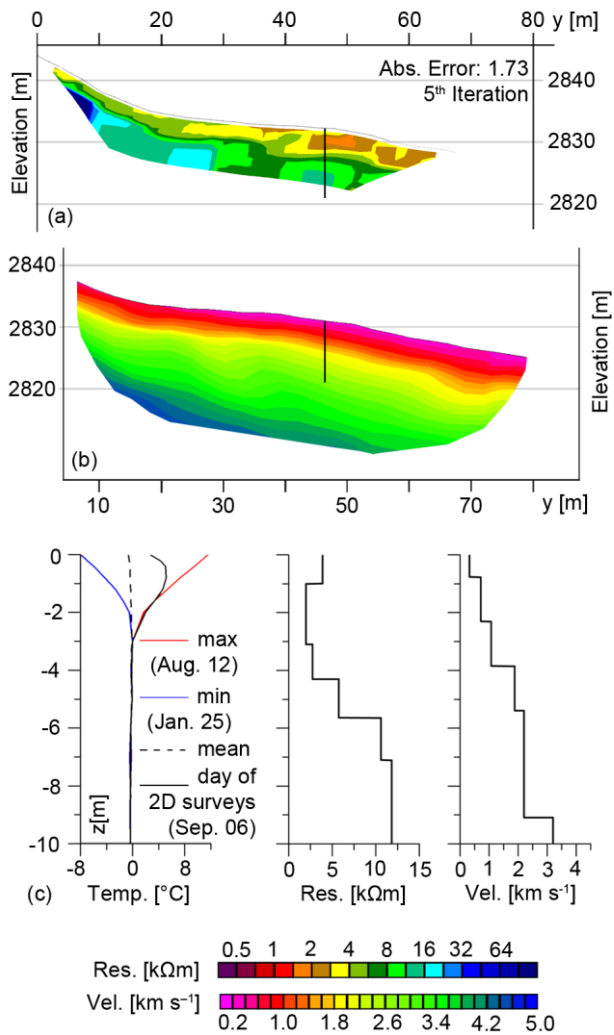 0 20 40 60 80 y [m]
Abs. Error: 1.73
5th Iteration
Elevation [m]
2840
2830
2820
(a)
2840
2830
2820
Elevation [m]
(b)
10 30 50 70 y [m]
0
-2
-4
-6
-8
-10
z[m]
max
(Aug. 12)
min
(Jan. 25)
mean
day of
2D surveys
(Sep. 06)
-8 0 8
0 5 10 15
0 1 2 3 4
(c) Temp. [°C] Res. [kΩm] Vel. [km s⁻¹]
0.5 1 2 4 8 16 32 64
Res. [kΩm]
Vel. [km s⁻¹]
0.2 1.0 1.8 2.6 3.4 4.2 5.0